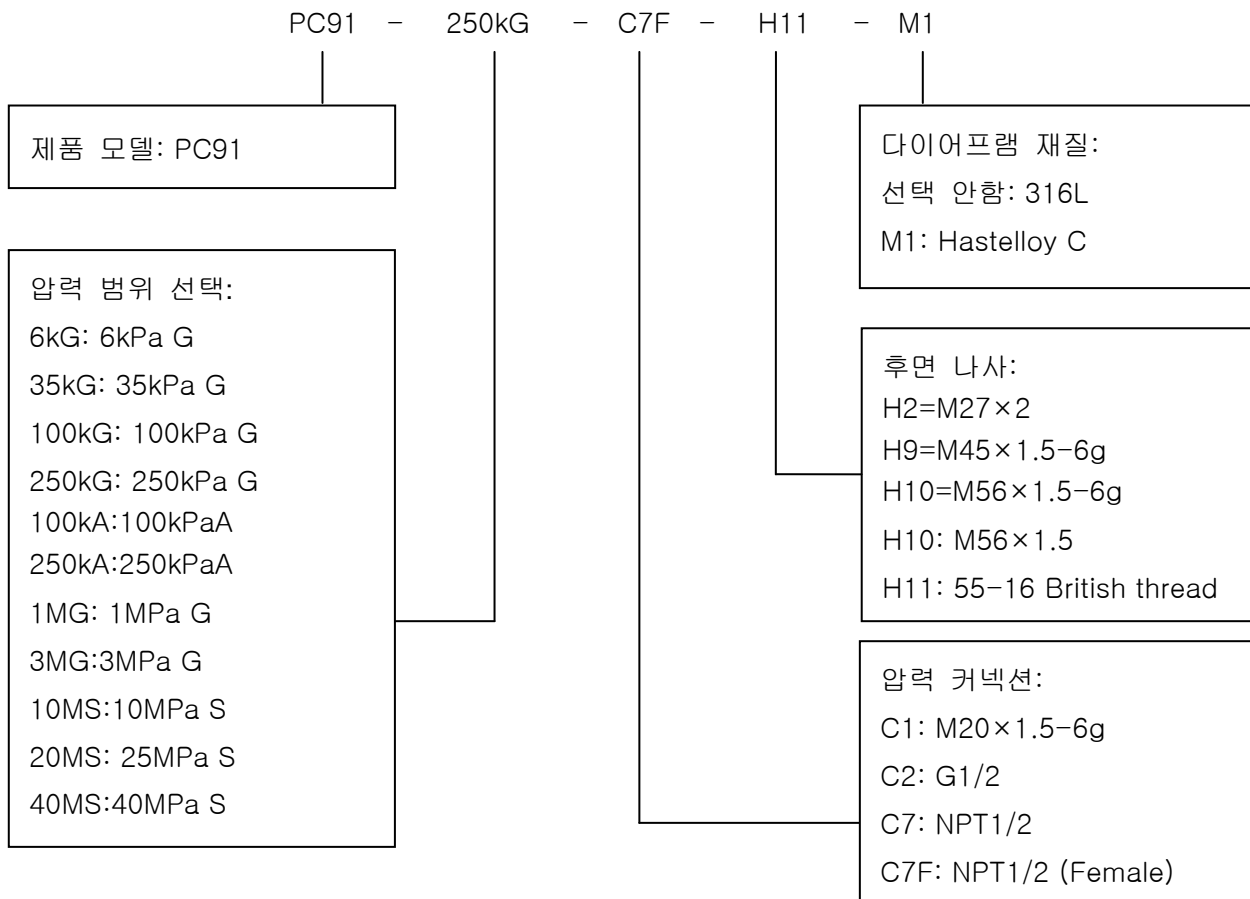 PC91 - 250kG - C7F - H11 - M1
제품 모델: PC91
압력 범위 선택:
6kG: 6kPa G
35kG: 35kPa G
100kG: 100kPa G
250kG: 250kPa G
100kA:100kPaA
250kA:250kPaA
1MG: 1MPa G
3MG:3MPa G
10MS:10MPa S
20MS: 25MPa S
40MS:40MPa S
다이어프램 재질:
선택 안함: 316L
M1: Hastelloy C
후면 나사:
H2=M27×2
H9=M45×1.5-6g
H10=M56×1.5-6g
H10: M56×1.5
H11: 55-16 British thread
압력 커넥션:
C1: M20×1.5-6g
C2: G1/2
C7: NPT1/2
C7F: NPT1/2 (Female)